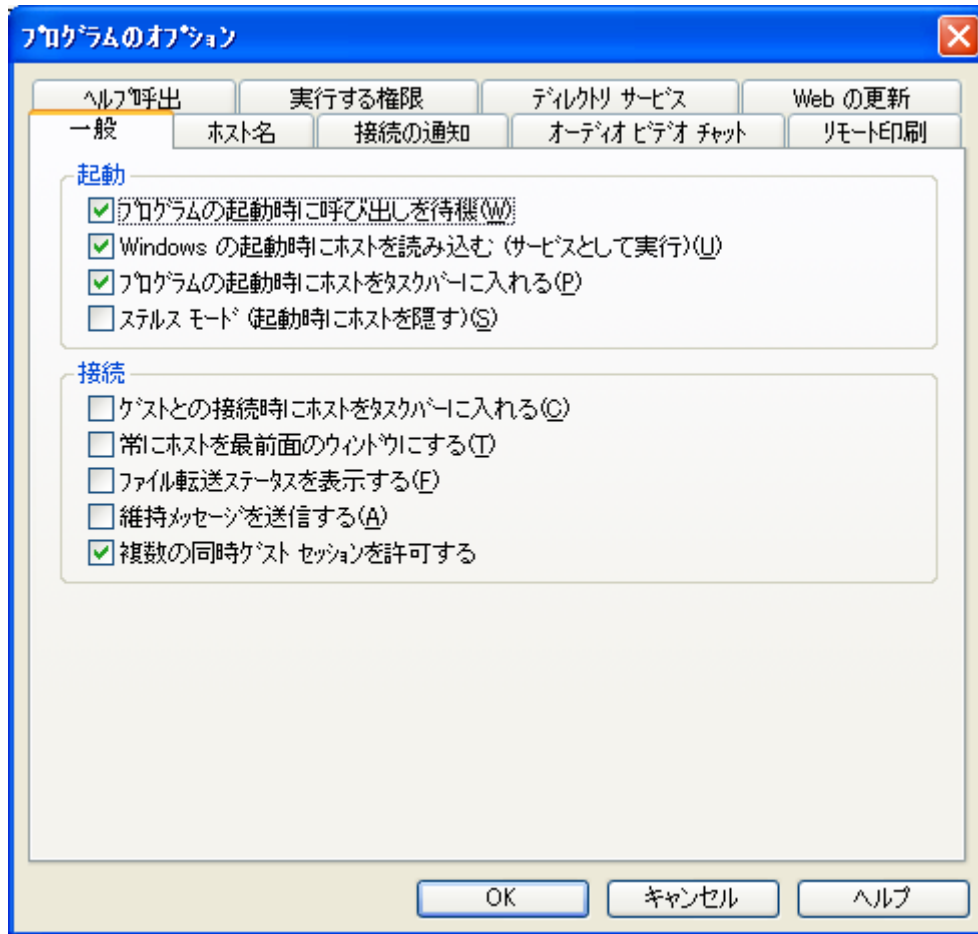 プログラムのオプション
ヘルプ呼出 実行する権限 ディレクトリ サービス Web の更新
一般 ホスト名 接続の通知 オーディオ ビデオ チャット リモート印刷
起動
プログラムの起動時に呼び出しを待機(W)
Windows の起動時にホストを読み込む (サービスとして実行)(U)
プログラムの起動時にホストをタスクバーに入れる(P)
ステルス モード (起動時にホストを隠す)(S)
接続
ゲストとの接続時にホストをタスクバーに入れる(C)
常にホストを最前面のウィンドウにする(T)
ファイル転送ステータスを表示する(F)
維持メッセージを送信する(A)
複数の同時ゲスト セッションを許可する
OK キャンセル ヘルプ